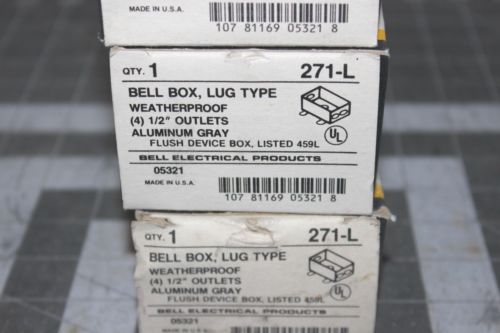 MADE IN U.S.A.
107 81169 05321 8
QTY. 1 271-L
BELL BOX, LUG TYPE
WEATHERPROOF
(4) 1/2" OUTLETS
ALUMINUM GRAY
UL
FLUSH DEVICE BOX, LISTED 459L
BELL ELECTRICAL PRODUCTS
05321
MADE IN U.S.A.
107 81169 05321 8
QTY. 1 271-L
BELL BOX, LUG TYPE
WEATHERPROOF
(4) 1/2" OUTLETS
ALUMINUM GRAY
UL
FLUSH DEVICE BOX, LISTED 459L
BELL ELECTRICAL PRODUCTS
05321